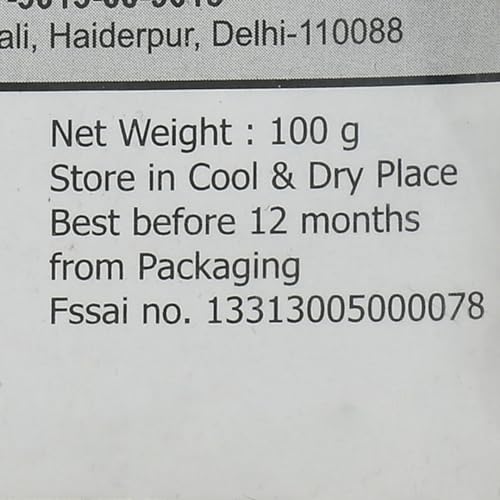 ali, Haiderpur, Delhi-110088
Net Weight : 100 g
Store in Cool & Dry Place
Best before 12 months
from Packaging
Fssai no. 13313005000078